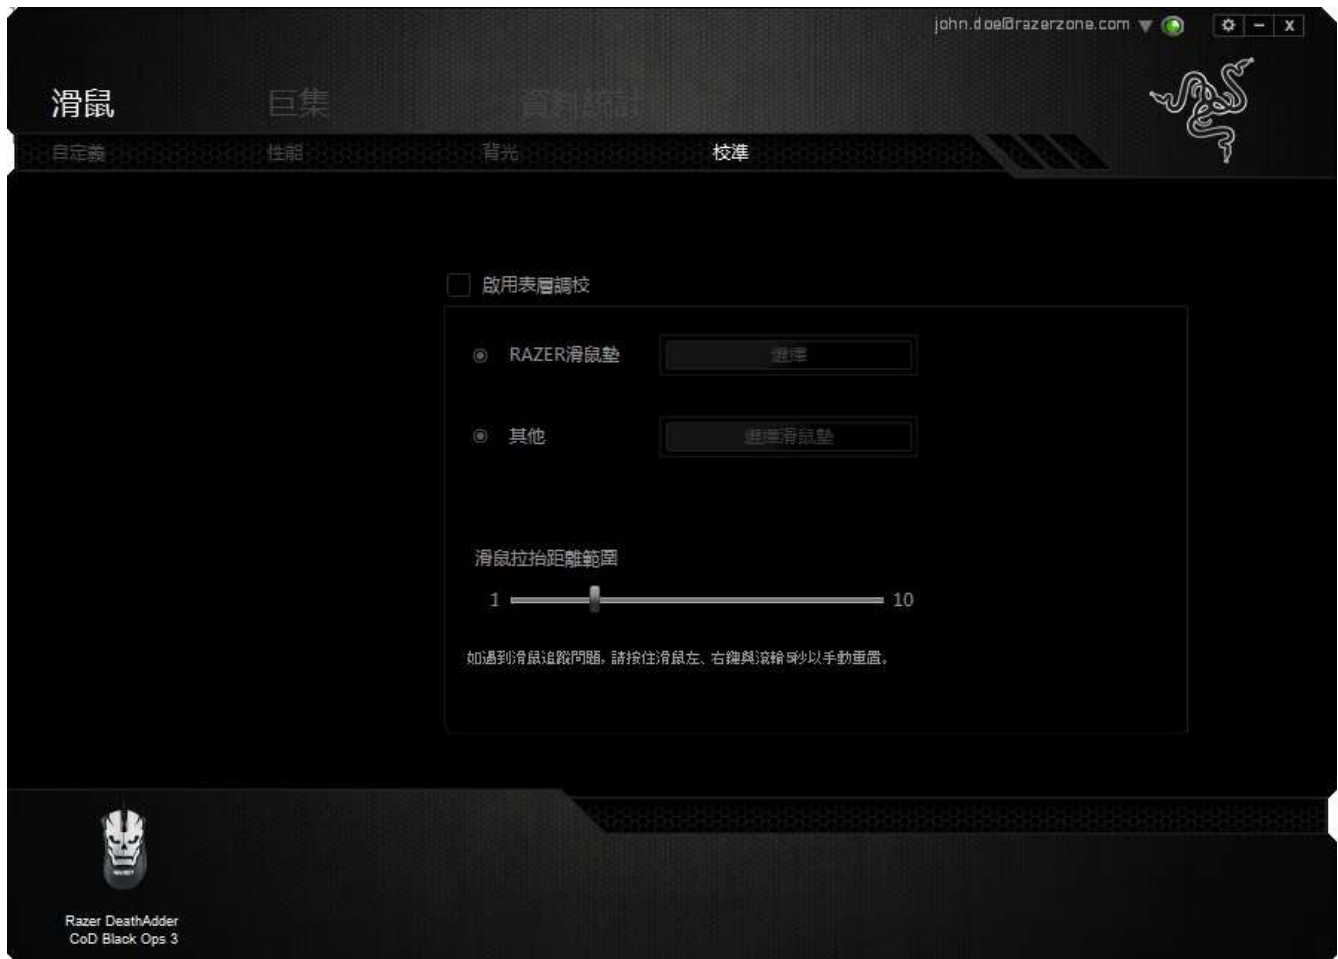 john.doe@razerzone.com
滑鼠 巨集 資料統計
自定義 性能 背光 校準
啟用表層調校
RAZER滑鼠墊 選擇
其他 選擇滑鼠墊
滑鼠拉抬距離範圍
1 10
如遇到滑鼠追蹤問題, 請按住滑鼠左、右鍵與滾輪5秒以手動重置。
Razer DeathAdder
CoD Black Ops 3